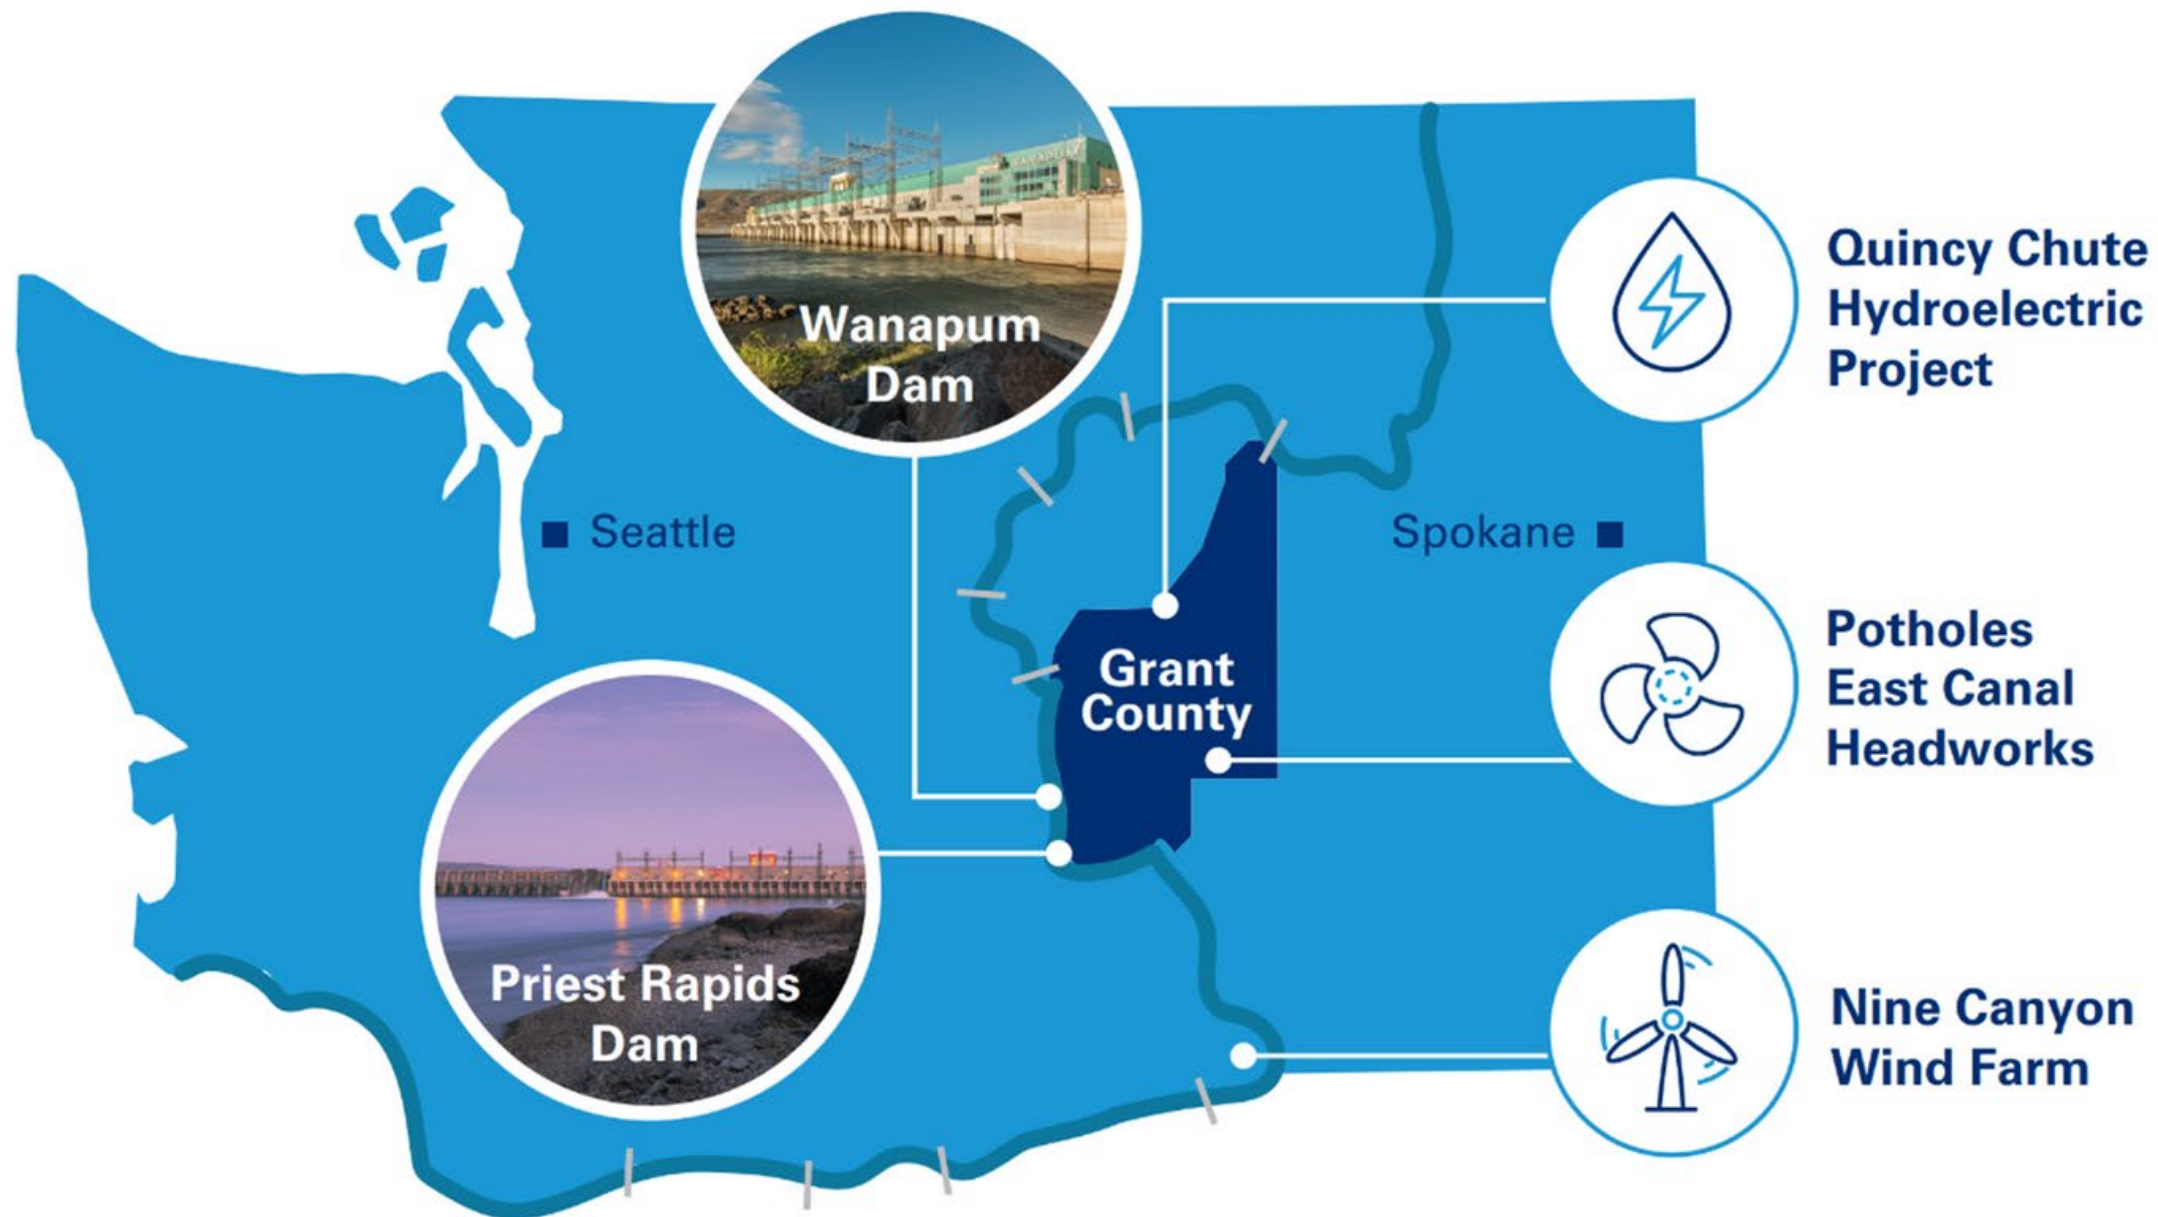 Wanapum
Dam
Quincy Chute
Hydroelectric
Project
Seattle
Spokane
Grant
County
Potholes
East Canal
Headworks
Priest Rapids
Dam
Nine Canyon
Wind Farm